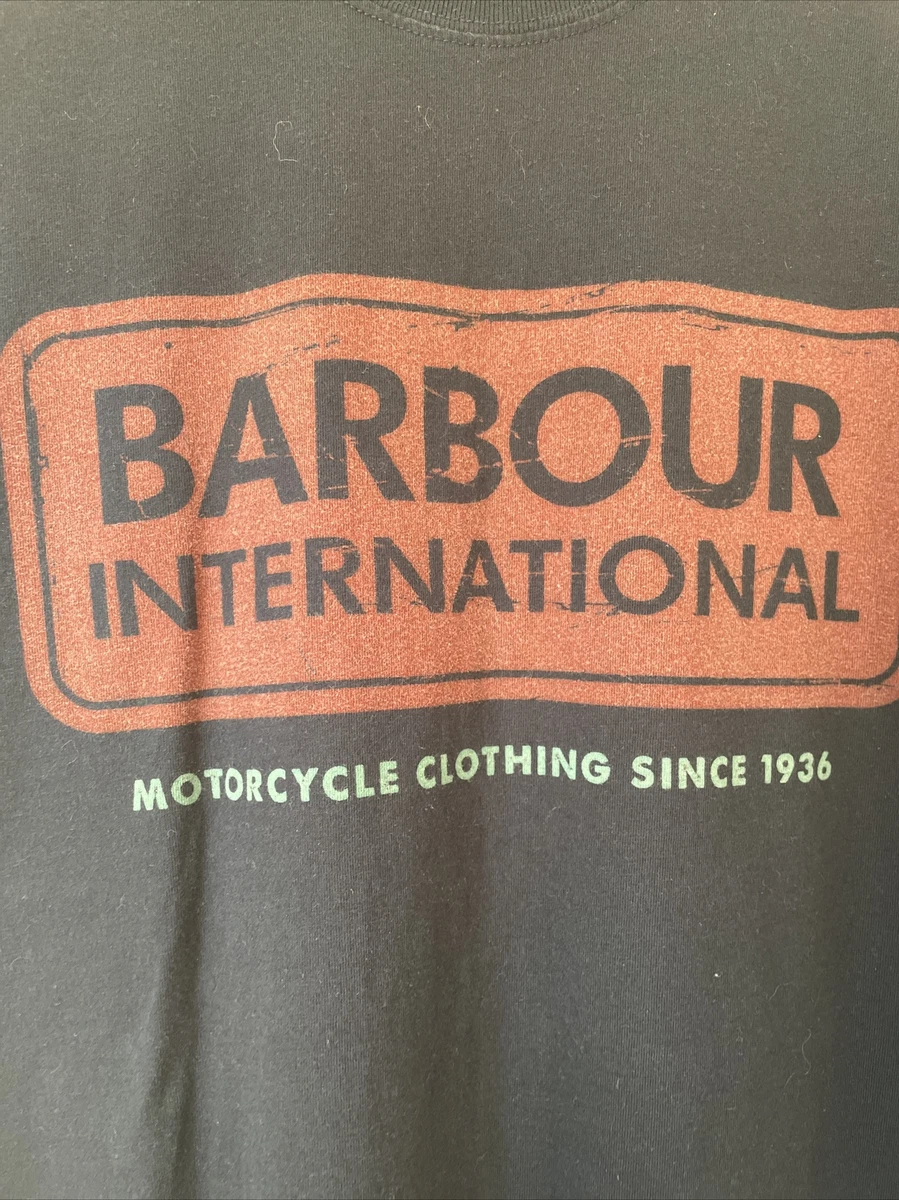 BARBOUR
INTERNATIONAL
MOTORCYCLE CLOTHING SINCE 1936